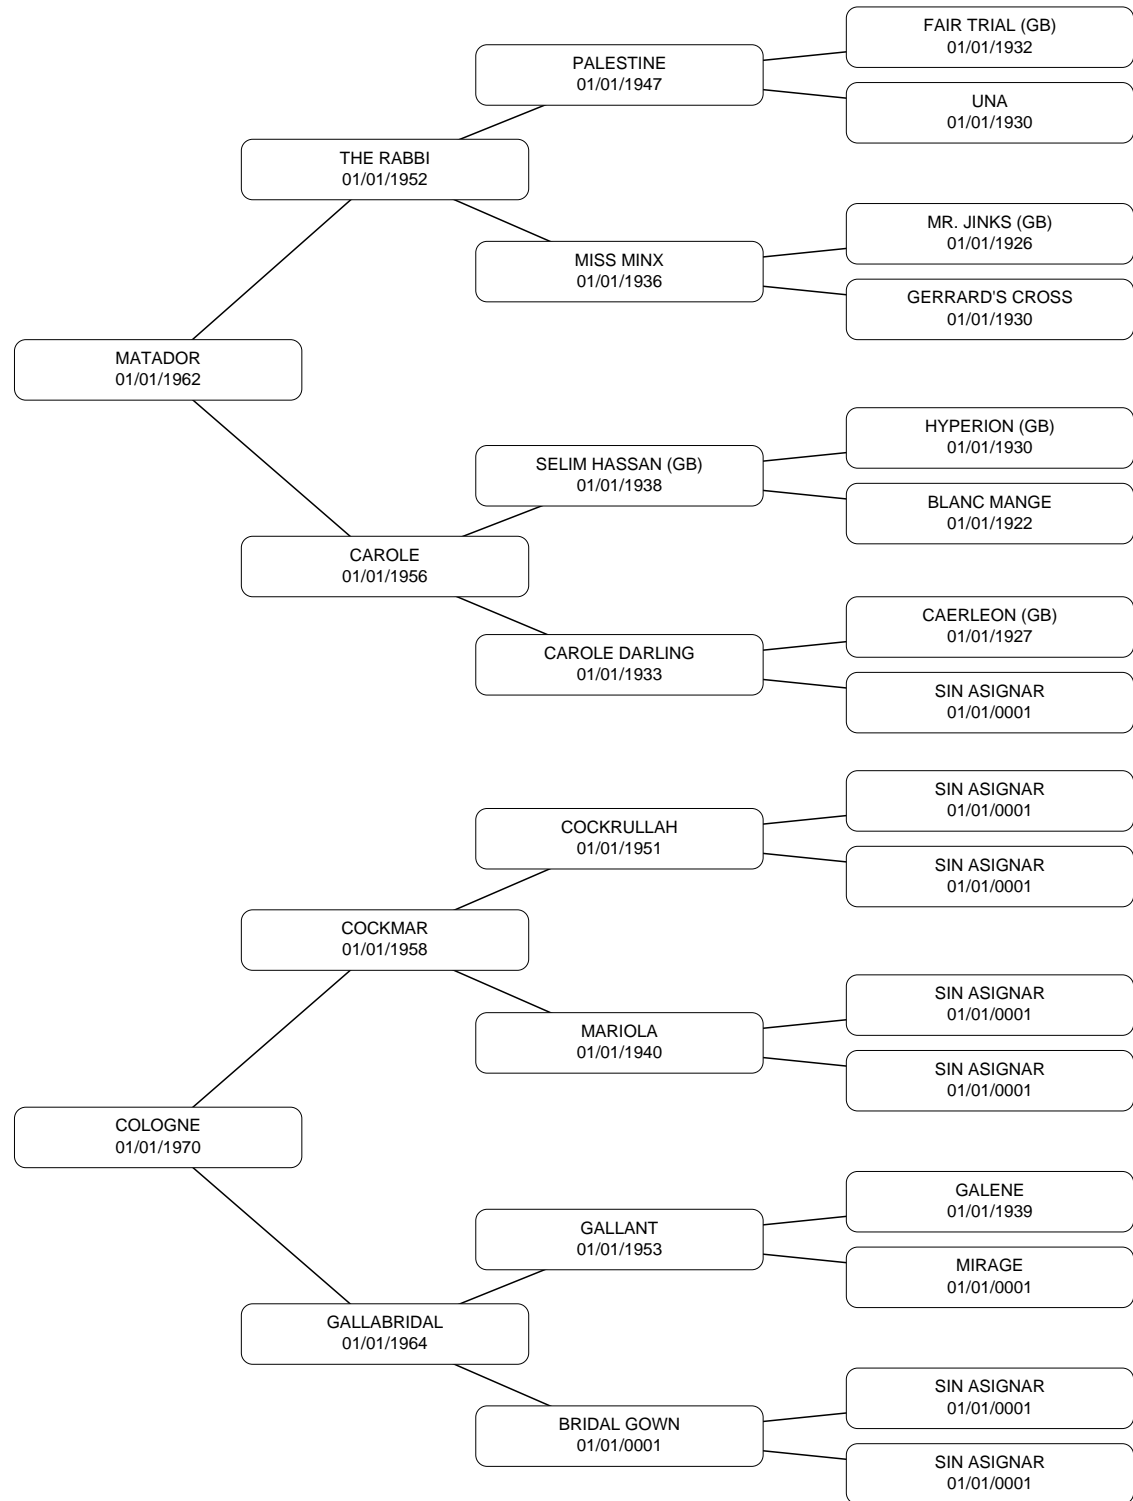 FAIR TRIAL (GB)
01/01/1932
PALESTINE
01/01/1947
UNA
01/01/1930
THE RABBI
01/01/1952
MR. JINKS (GB)
01/01/1926
MISS MINX
01/01/1936
GERRARD'S CROSS
01/01/1930
MATADOR
01/01/1962
HYPERION (GB)
01/01/1930
SELIM HASSAN (GB)
01/01/1938
BLANC MANGE
01/01/1922
CAROLE
01/01/1956
CAERLEON (GB)
01/01/1927
CAROLE DARLING
01/01/1933
SIN ASIGNAR
01/01/0001
SIN ASIGNAR
01/01/0001
COCKRULLAH
01/01/1951
SIN ASIGNAR
01/01/0001
COCKMAR
01/01/1958
SIN ASIGNAR
01/01/0001
MARIOLA
01/01/1940
SIN ASIGNAR
01/01/0001
COLOGNE
01/01/1970
GALENE
01/01/1939
GALLANT
01/01/1953
MIRAGE
01/01/0001
GALLABRIDAL
01/01/1964
SIN ASIGNAR
01/01/0001
BRIDAL GOWN
01/01/0001
SIN ASIGNAR
01/01/0001